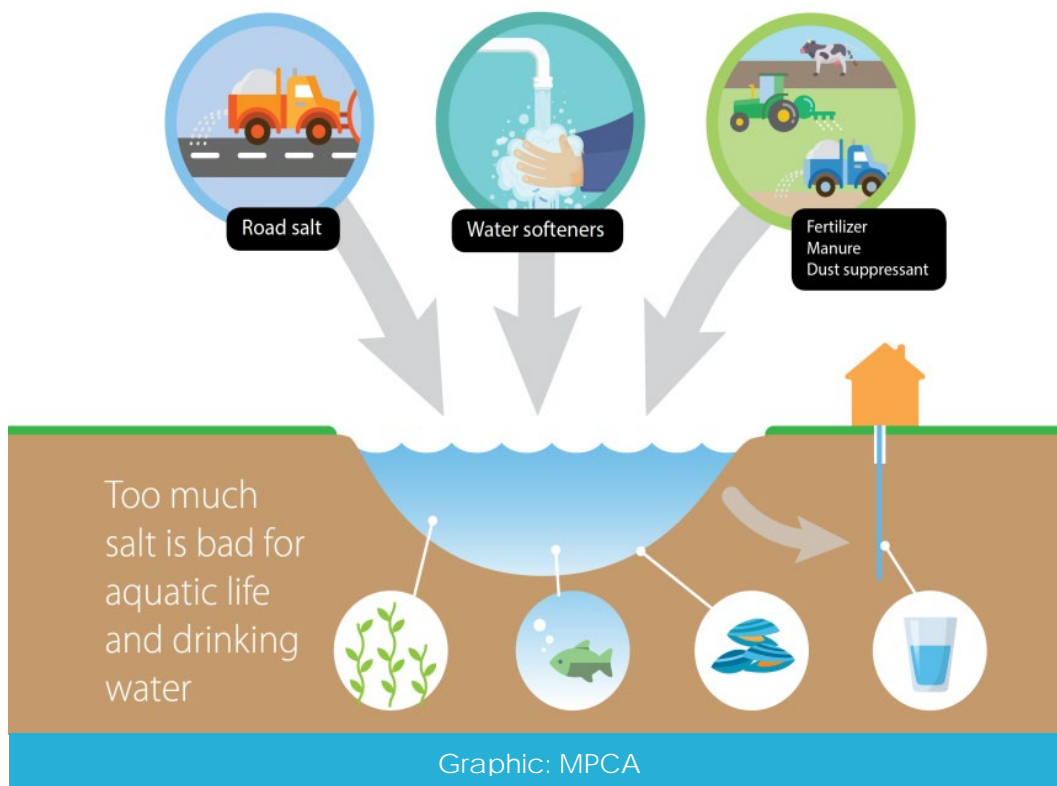 Road salt
Water softeners
Fertilizer
Manure
Dust suppressant
Too much
salt is bad for
aquatic life
and drinking
water
Graphic: MPCA